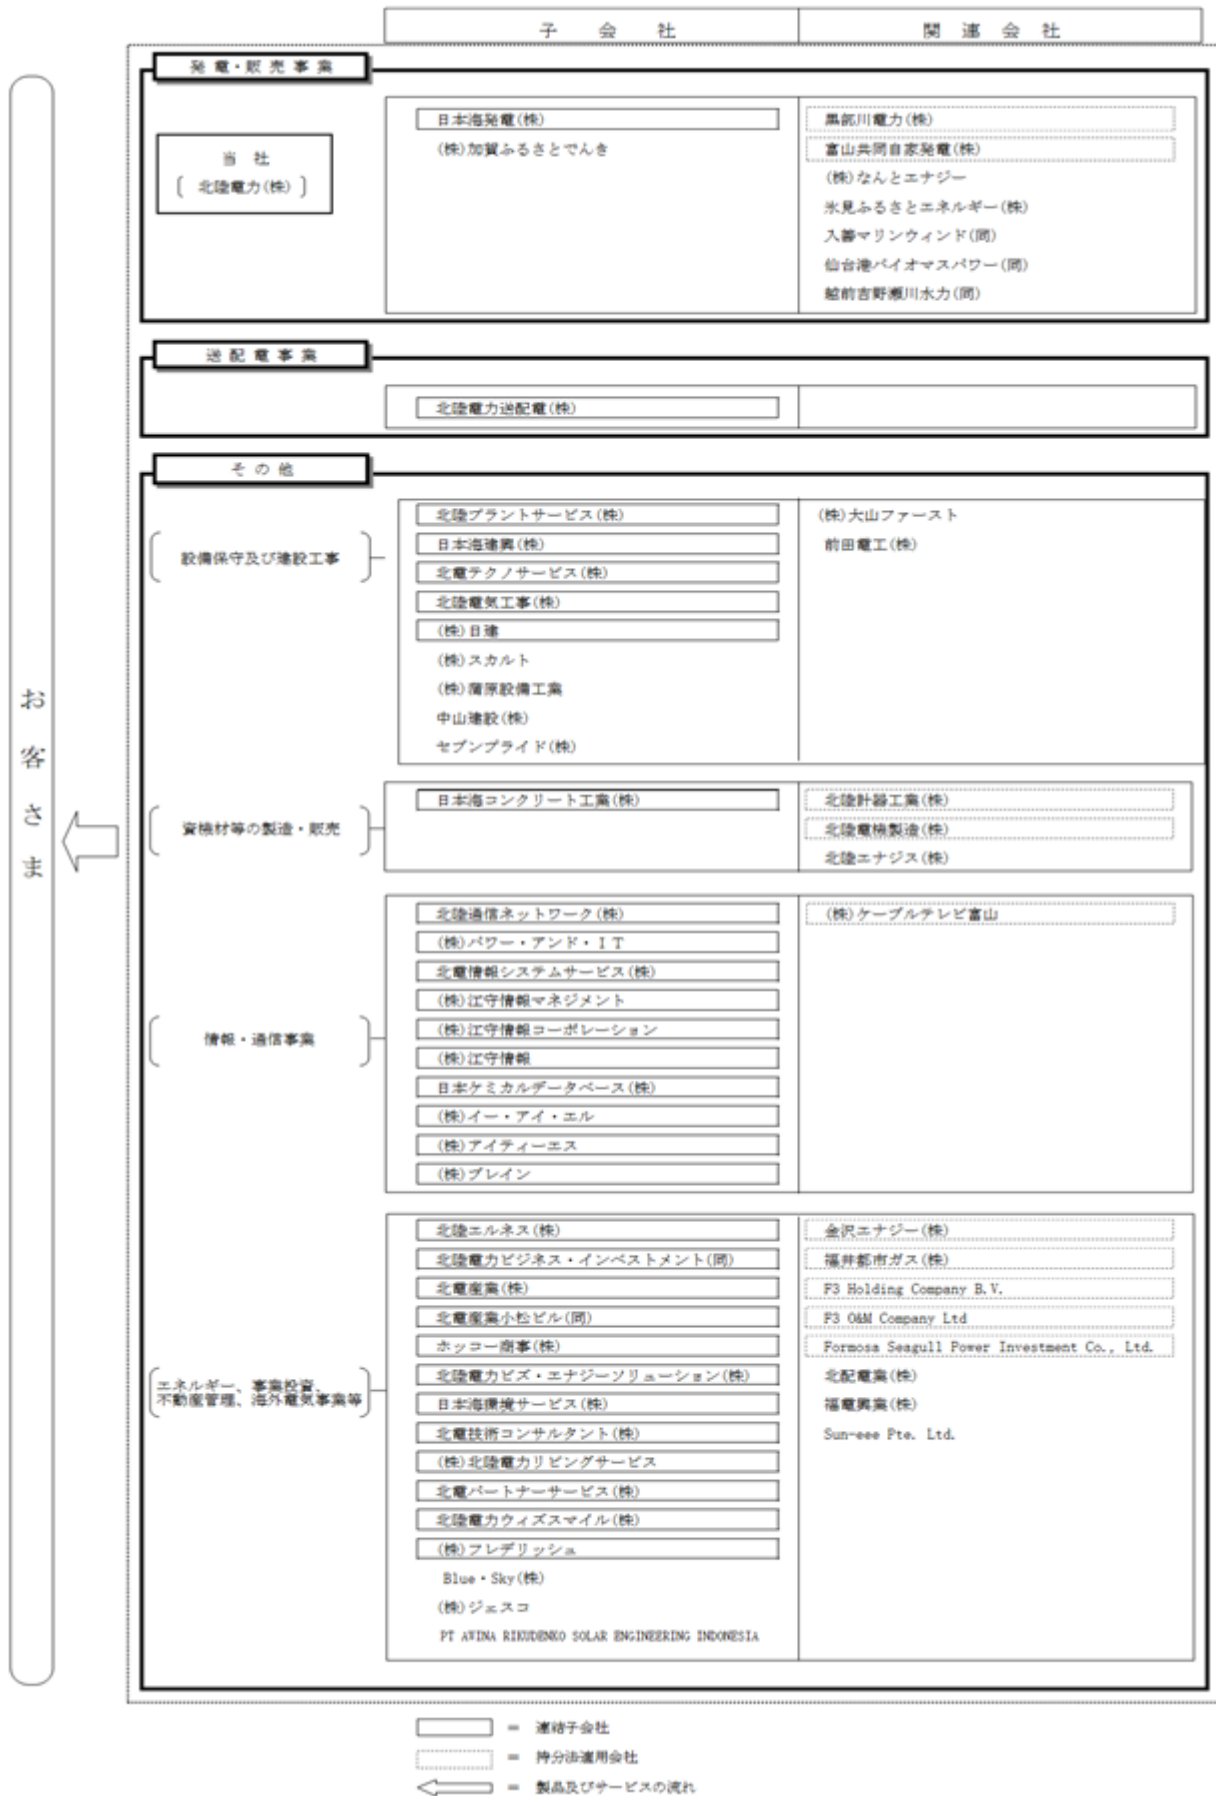 子会社 関連会社
発電・販売事業
当社
〔北陸電力(株)〕
日本海発電(株)
(株)加賀ふるさとでんき
黒部川電力(株)
富山共同自家発電(株)
(株)なんとエナジー
氷見ふるさとエネルギー(株)
入善マリンウィンド(同)
仙台港バイオマスパワー(同)
越前吉野瀬川水力(同)
送配電事業
北陸電力送配電(株)
その他
設備保守及び建設工事
北陸プラントサービス(株)
日本海建興(株)
北電テクノサービス(株)
北陸電気工事(株)
(株)日建
(株)スカルト
(株)蒲原設備工業
中山建設(株)
セブンプライド(株)
(株)大山ファースト
前田電工(株)
資機材等の製造・販売
日本海コンクリート工業(株)
北陸計器工業(株)
北陸電機製造(株)
北陸エナジス(株)
情報・通信事業
北陸通信ネットワーク(株)
(株)パワー・アンド・IT
北電情報システムサービス(株)
(株)江守情報マネジメント
(株)江守情報コーポレーション
(株)江守情報
日本ケミカルデータベース(株)
(株)イー・アイ・エル
(株)アイティーエス
(株)ブレイン
(株)ケーブルテレビ富山
エネルギー、事業投資、
不動産管理、海外電気事業等
北陸エルネス(株)
北陸電力ビジネス・インベストメント(同)
北電産業(株)
北電産業小松ビル(同)
ホッコー商事(株)
北陸電力ビズ・エナジーソリューション(株)
日本海環境サービス(株)
北電技術コンサルタント(株)
(株)北陸電力リビングサービス
北電パートナーサービス(株)
北陸電力ウィズスマイル(株)
(株)フレデリッシュ
Blue・Sky(株)
(株)ジェスコ
PT AVINA RIKUDENKO SOLAR ENGINEERING INDONESIA
金沢エナジー(株)
福井都市ガス(株)
F3 Holding Company B.V.
F3 O&M Company Ltd
Formosa Seagull Power Investment Co., Ltd.
北配電業(株)
福電興業(株)
Sun-eee Pte. Ltd.
お客さま
= 連結子会社
= 持分法適用会社
= 製品及びサービスの流れ